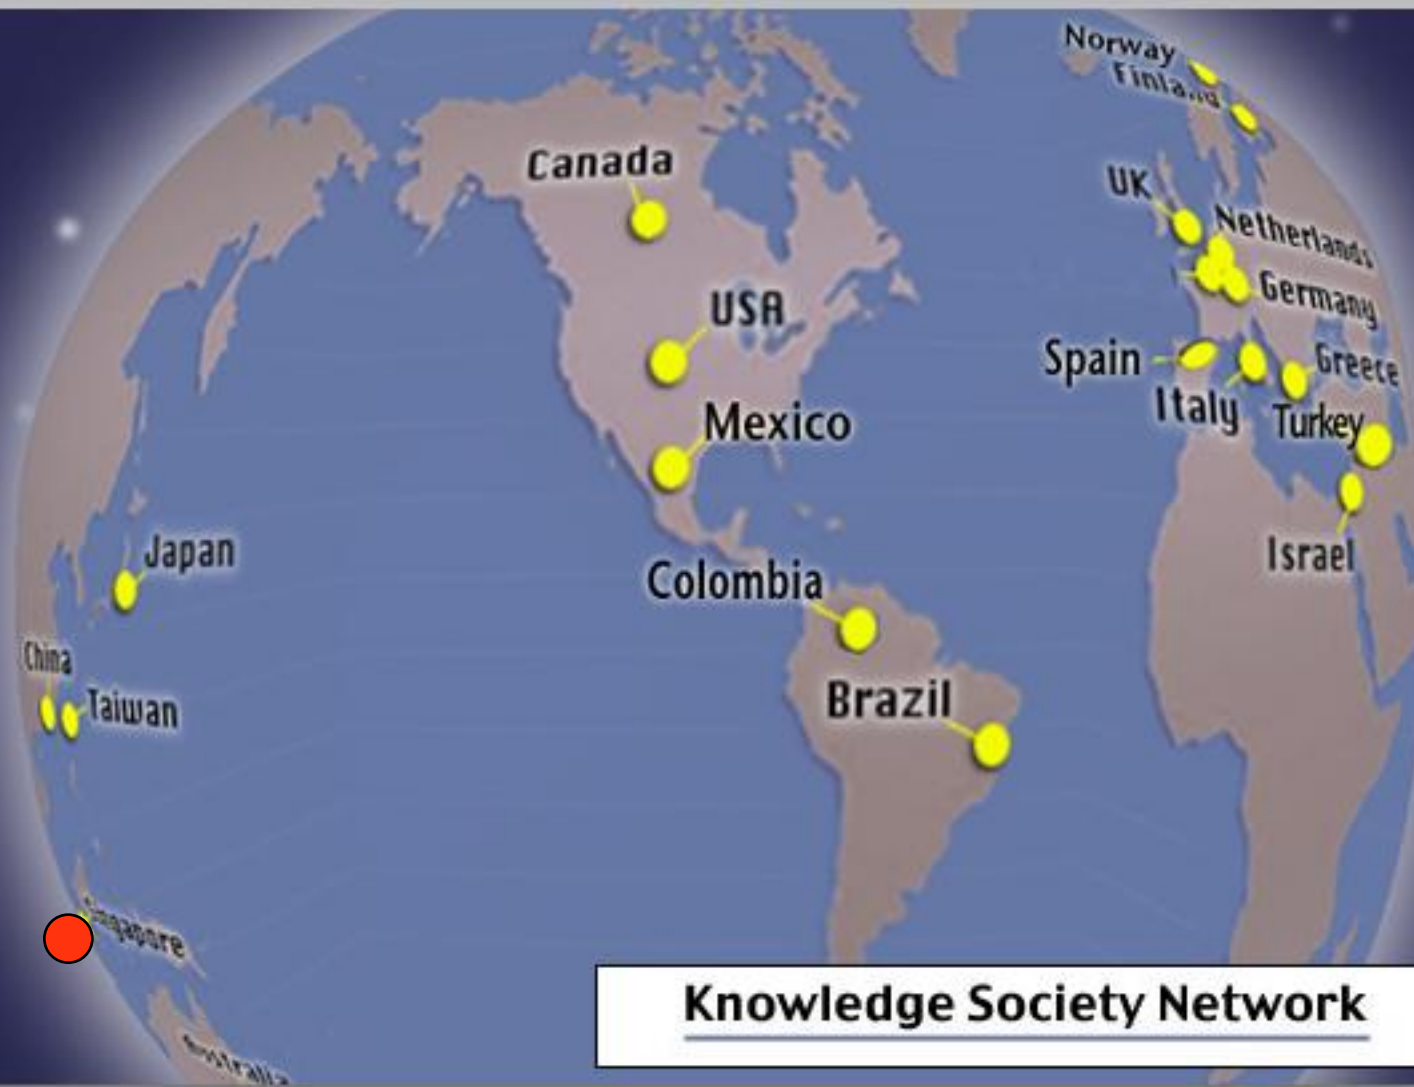 Norway
Finland
Canada
UK
Netherlands
USA
Germany
Spain
Greece
Italy
Turkey
Mexico
Japan
Israel
Colombia
China
Brazil
Taiwan
Singapore
Australia
Knowledge Society Network